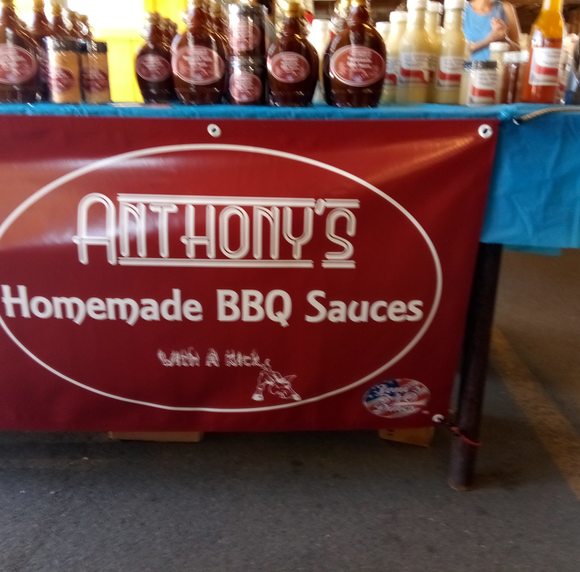 ANTHONY'S
Homemade BBQ Sauces
With A Kick